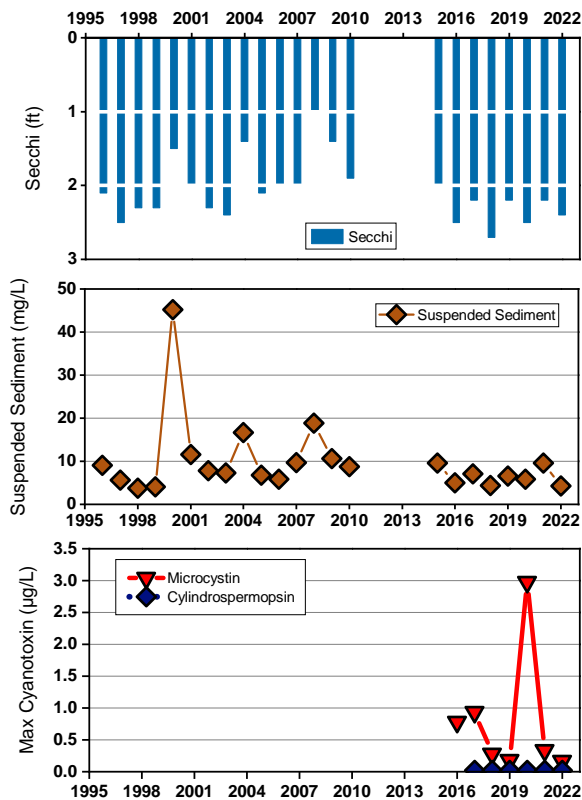 1995 1998 2001 2004 2007 2010 2013 2016 2019 2022
0
1
2
3
Secchi (ft)
Secchi
50
40
30
20
10
0
Suspended Sediment (mg/L)
Suspended Sediment
1995 1998 2001 2004 2007 2010 2013 2016 2019 2022
3.5
3.0
2.5
2.0
1.5
1.0
0.5
0.0
Max Cyanotoxin (µg/L)
Microcystin
Cylindrospermopsin
1995 1998 2001 2004 2007 2010 2013 2016 2019 2022